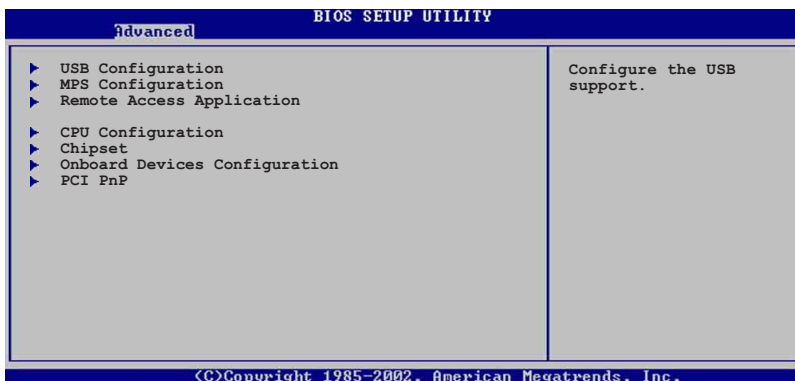 BIOS SETUP UTILITY
Advanced
USB Configuration
MPS Configuration
Remote Access Application
CPU Configuration
Chipset
Onboard Devices Configuration
PCI PnP
Configure the USB
support.
(C)Copyright 1985-2002, American Megatrends, Inc.